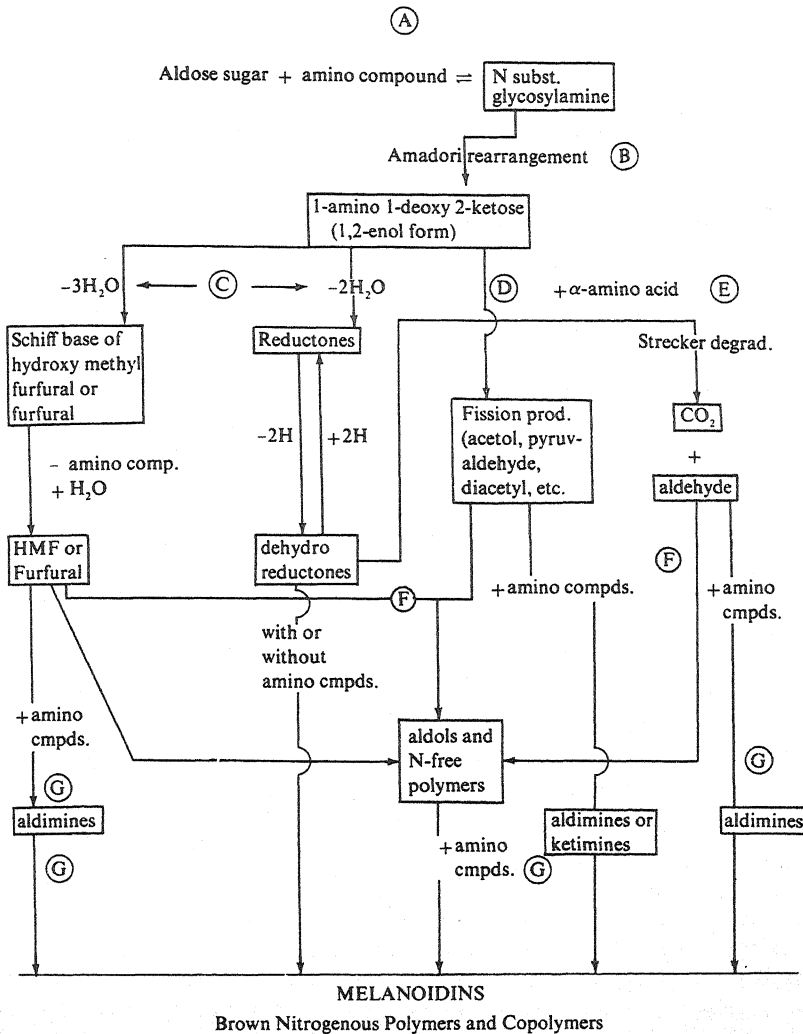 A
Aldose sugar + amino compound ⇌
N subst.
glycosylamine
Amadori rearrangement
B
1-amino 1-deoxy 2-ketose
(1,2-enol form)
–3H₂O
C
–2H₂O
D
+α-amino acid
E
Schiff base of
hydroxy methyl
furfural or
furfural
Reductones
Strecker degrad.
Fission prod.
(acetol, pyruv-
aldehyde,
diacetyl, etc.
CO₂
+
aldehyde
–2H
+2H
– amino comp.
+ H₂O
HMF or
Furfural
dehydro
reductones
F
F
+amino compds.
+amino
cmpds.
with or
without
amino cmpds.
+amino
cmpds.
aldols and
N-free
polymers
G
G
aldimines
aldimines or
ketimines
aldimines
+amino
cmpds.
G
G
MELANOIDINS
Brown Nitrogenous Polymers and Copolymers